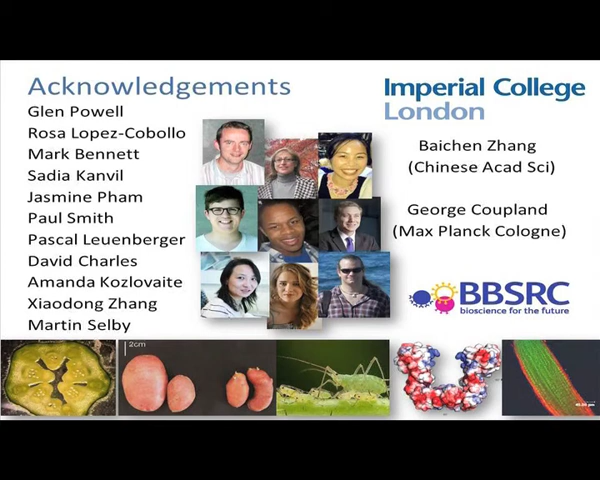 Acknowledgements
Glen Powell
Rosa Lopez-Cobollo
Mark Bennett
Sadia Kanvil
Jasmine Pham
Paul Smith
Pascal Leuenberger
David Charles
Amanda Kozlovaite
Xiaodong Zhang
Martin Selby
Imperial College
London
Baichen Zhang
(Chinese Acad Sci)
George Coupland
(Max Planck Cologne)
BBSRC
bioscience for the future
2cm